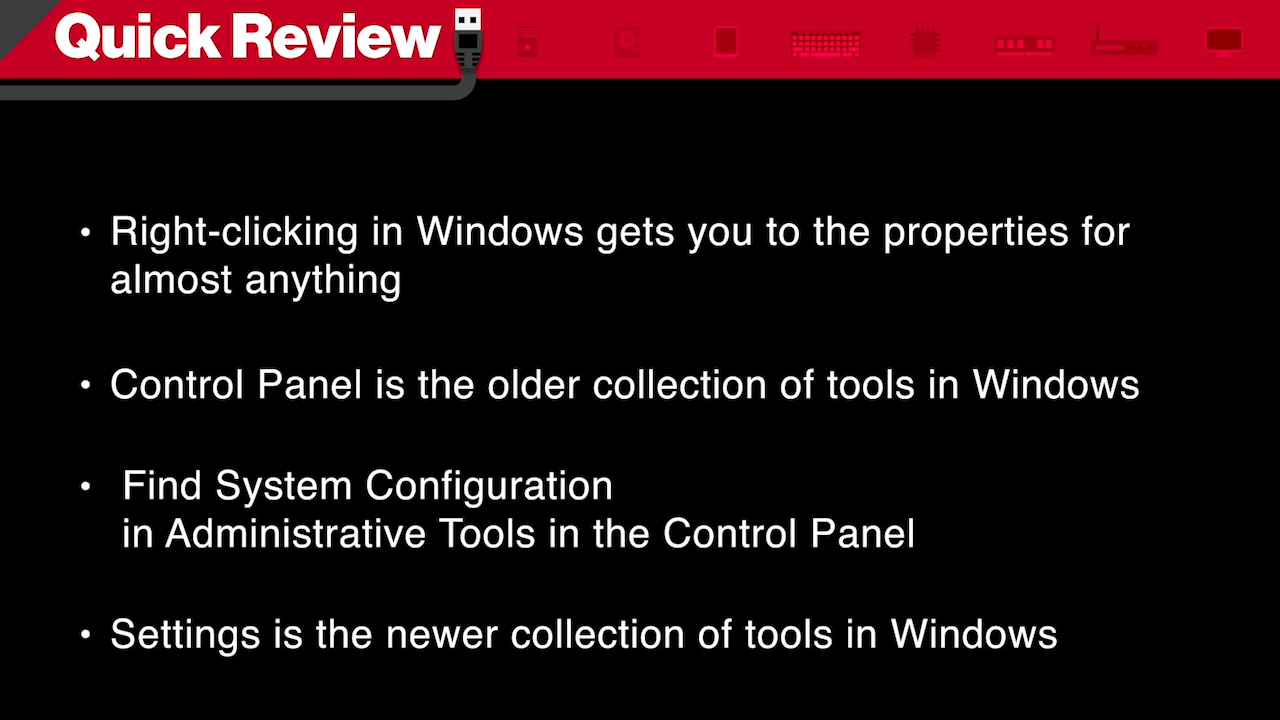 Quick Review
• Right-clicking in Windows gets you to the properties for
almost anything
• Control Panel is the older collection of tools in Windows
• Find System Configuration
in Administrative Tools in the Control Panel
• Settings is the newer collection of tools in Windows